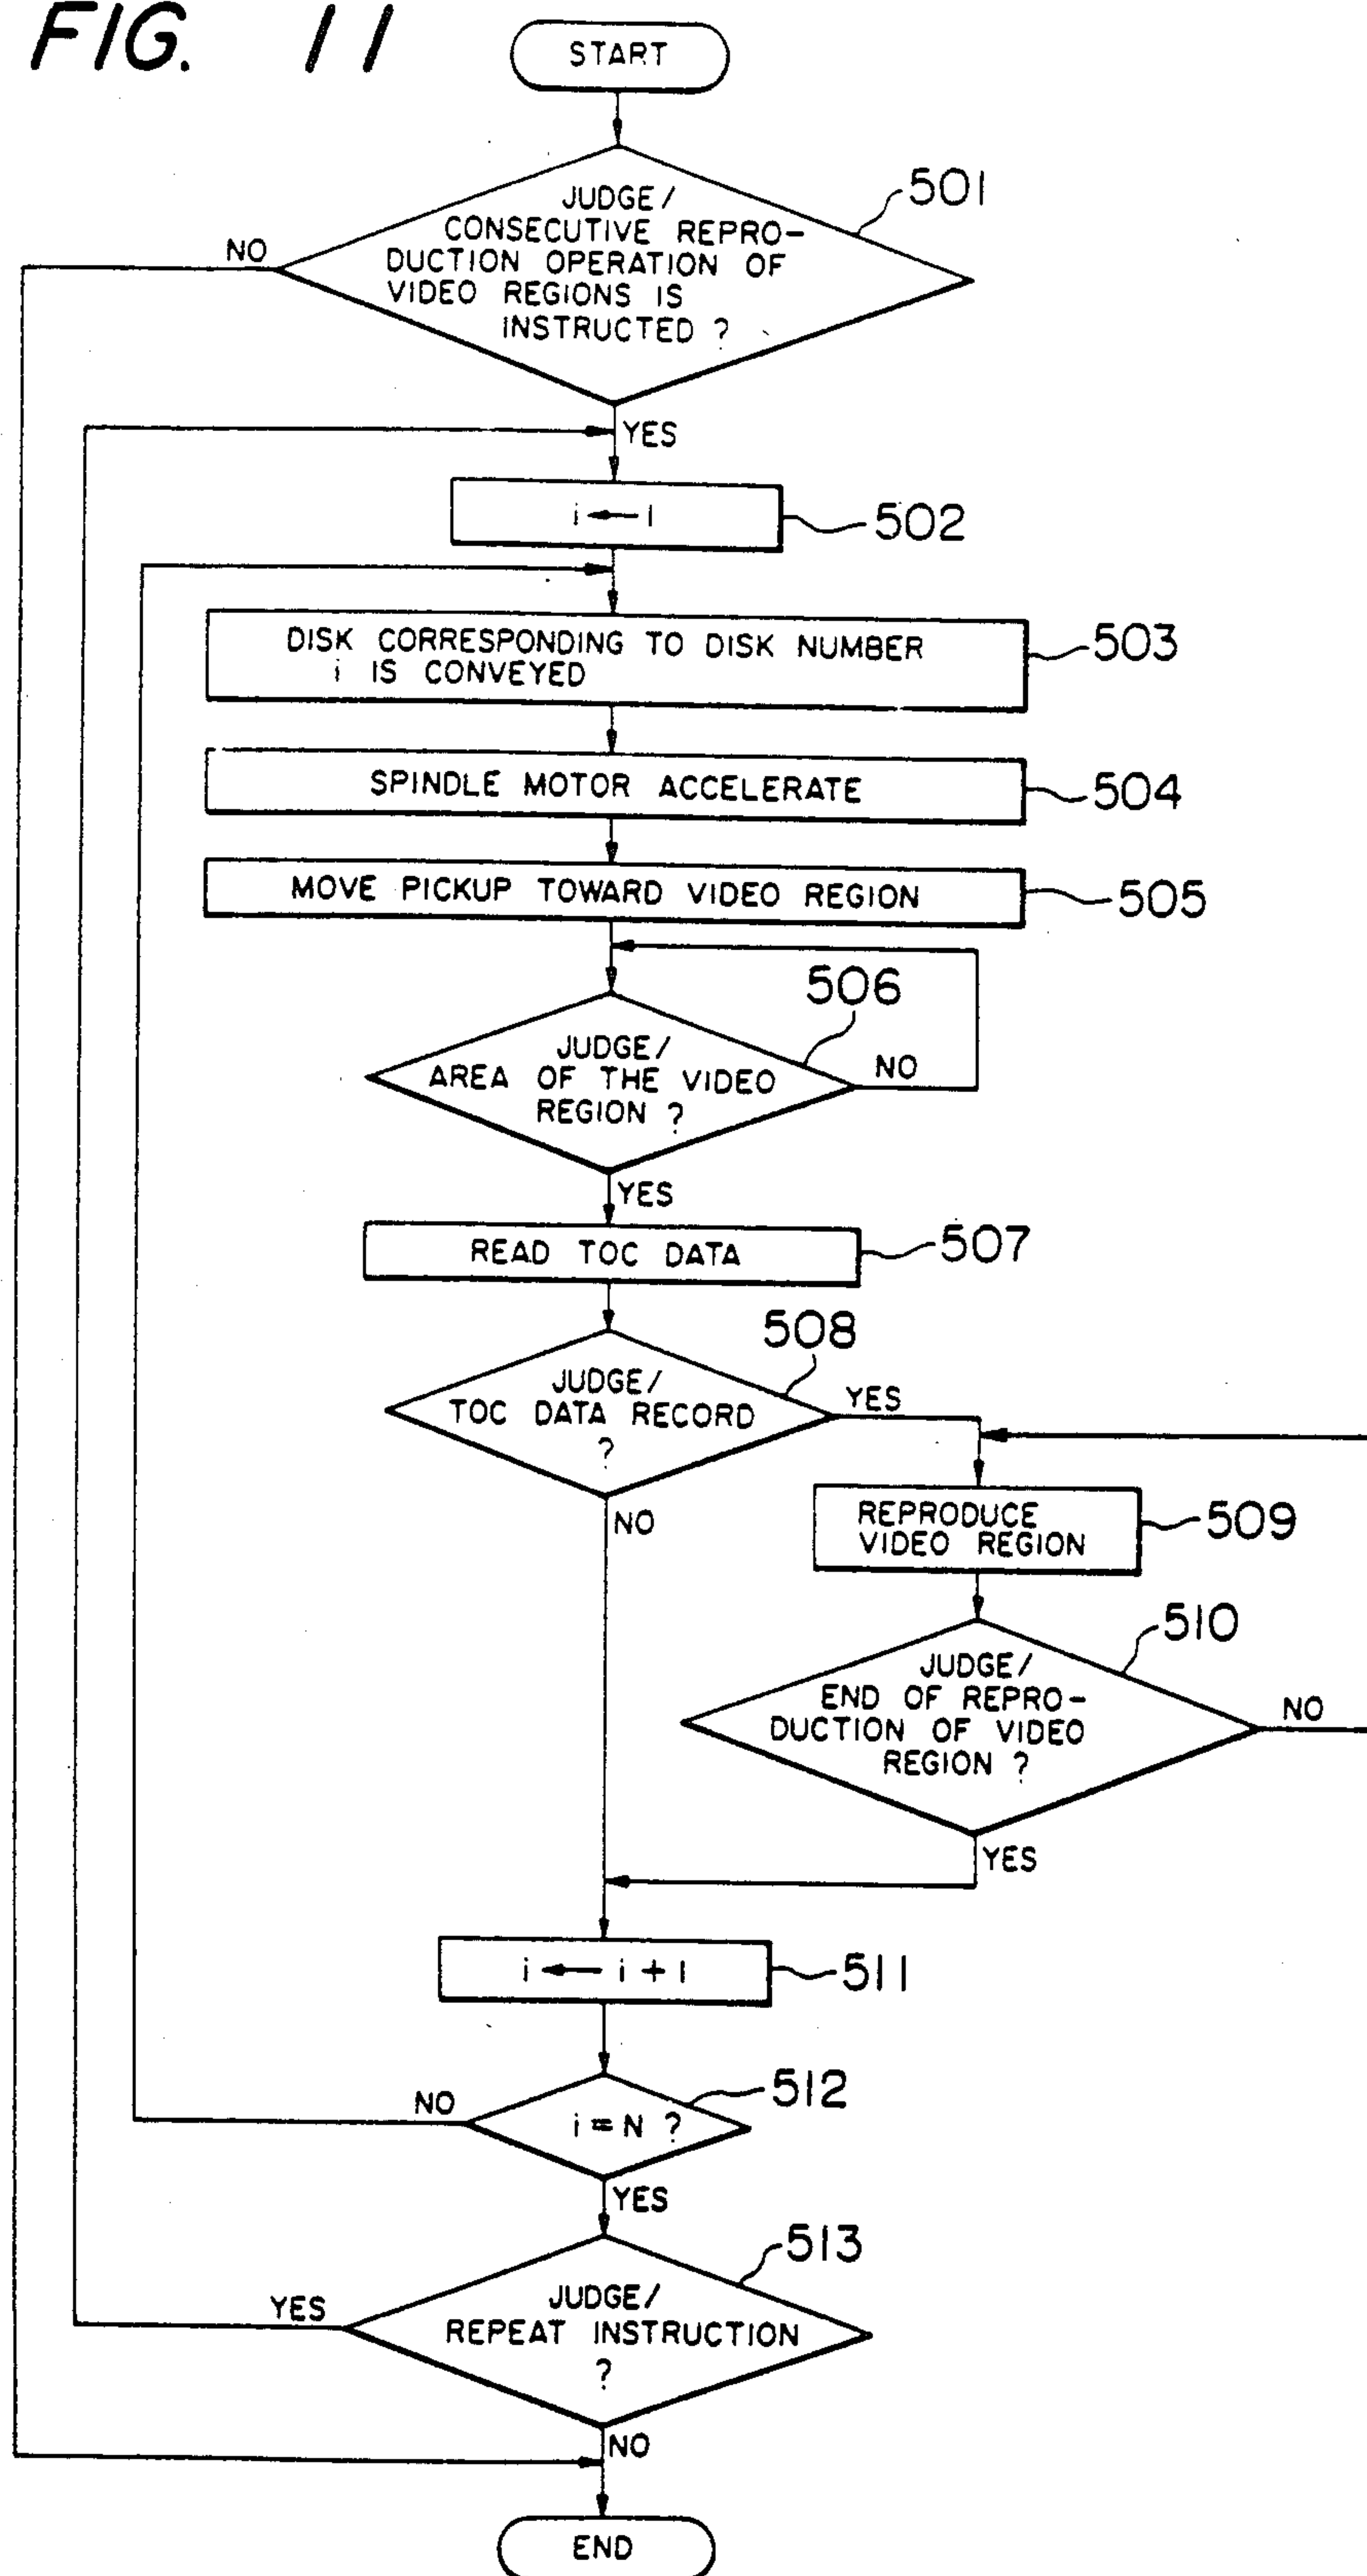 FIG. 11
START
JUDGE/
CONSECUTIVE REPRO-
DUCTION OPERATION OF
VIDEO REGIONS IS
INSTRUCTED ?
501
NO
YES
i ← 1
502
DISK CORRESPONDING TO DISK NUMBER
i IS CONVEYED
503
SPINDLE MOTOR ACCELERATE
504
MOVE PICKUP TOWARD VIDEO REGION
505
506
JUDGE/
AREA OF THE VIDEO
REGION ?
NO
YES
READ TOC DATA
507
508
JUDGE/
TOC DATA RECORD
?
YES
NO
REPRODUCE
VIDEO REGION
509
510
JUDGE/
END OF REPRO-
DUCTION OF VIDEO
REGION ?
NO
YES
i ← i + 1
511
512
NO
i = N ?
YES
513
YES
JUDGE/
REPEAT INSTRUCTION
?
NO
END